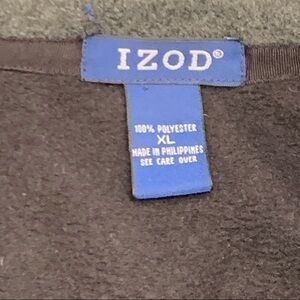 IZOD®
100% POLYESTER
XL
MADE IN PHILIPPINES
SEE CARE OVER